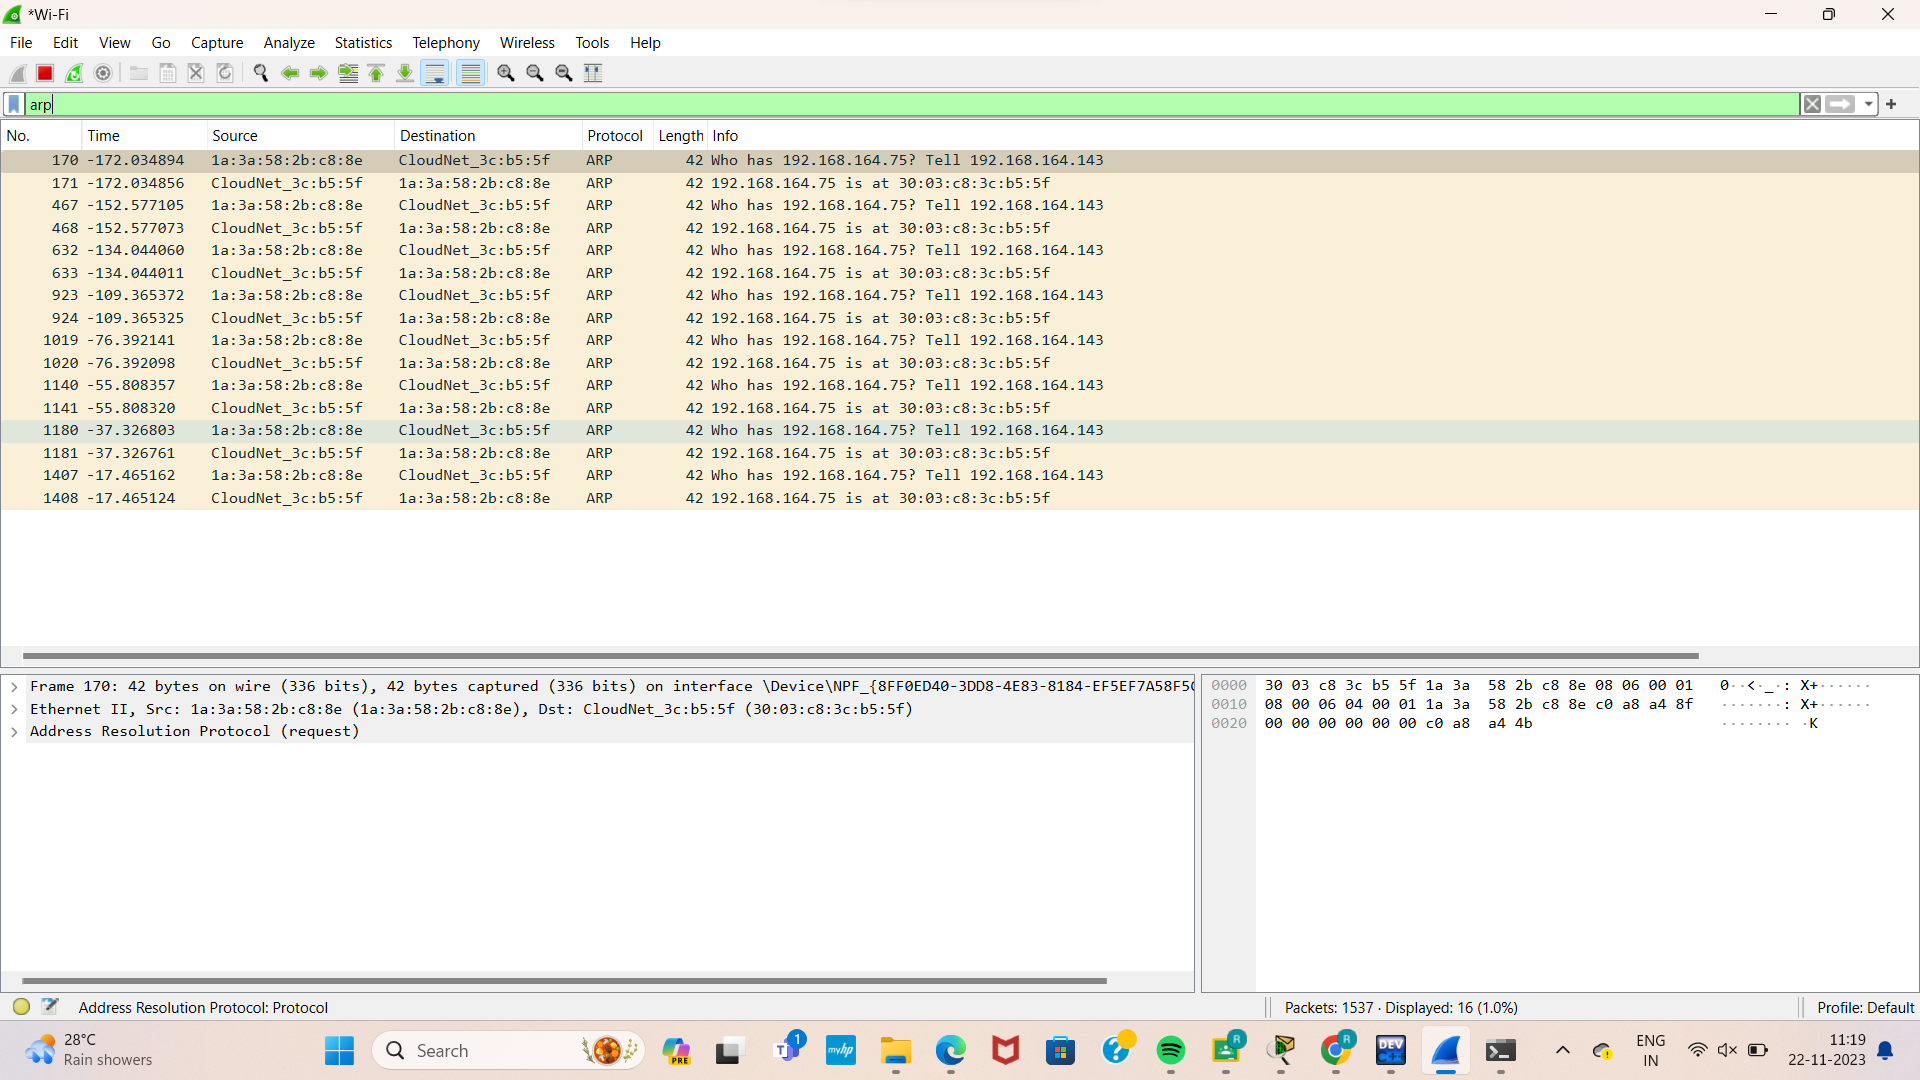 *Wi-Fi
File Edit View Go Capture Analyze Statistics Telephony Wireless Tools Help
arp
No. Time Source Destination Protocol Length Info
170 -172.034894 1a:3a:58:2b:c8:8e CloudNet_3c:b5:5f ARP 42 Who has 192.168.164.75? Tell 192.168.164.143
171 -172.034856 CloudNet_3c:b5:5f 1a:3a:58:2b:c8:8e ARP 42 192.168.164.75 is at 30:03:c8:3c:b5:5f
467 -152.577105 1a:3a:58:2b:c8:8e CloudNet_3c:b5:5f ARP 42 Who has 192.168.164.75? Tell 192.168.164.143
468 -152.577073 CloudNet_3c:b5:5f 1a:3a:58:2b:c8:8e ARP 42 192.168.164.75 is at 30:03:c8:3c:b5:5f
632 -134.044060 1a:3a:58:2b:c8:8e CloudNet_3c:b5:5f ARP 42 Who has 192.168.164.75? Tell 192.168.164.143
633 -134.044011 CloudNet_3c:b5:5f 1a:3a:58:2b:c8:8e ARP 42 192.168.164.75 is at 30:03:c8:3c:b5:5f
923 -109.365372 1a:3a:58:2b:c8:8e CloudNet_3c:b5:5f ARP 42 Who has 192.168.164.75? Tell 192.168.164.143
924 -109.365325 CloudNet_3c:b5:5f 1a:3a:58:2b:c8:8e ARP 42 192.168.164.75 is at 30:03:c8:3c:b5:5f
1019 -76.392141 1a:3a:58:2b:c8:8e CloudNet_3c:b5:5f ARP 42 Who has 192.168.164.75? Tell 192.168.164.143
1020 -76.392098 CloudNet_3c:b5:5f 1a:3a:58:2b:c8:8e ARP 42 192.168.164.75 is at 30:03:c8:3c:b5:5f
1140 -55.808357 1a:3a:58:2b:c8:8e CloudNet_3c:b5:5f ARP 42 Who has 192.168.164.75? Tell 192.168.164.143
1141 -55.808320 CloudNet_3c:b5:5f 1a:3a:58:2b:c8:8e ARP 42 192.168.164.75 is at 30:03:c8:3c:b5:5f
1180 -37.326803 1a:3a:58:2b:c8:8e CloudNet_3c:b5:5f ARP 42 Who has 192.168.164.75? Tell 192.168.164.143
1181 -37.326761 CloudNet_3c:b5:5f 1a:3a:58:2b:c8:8e ARP 42 192.168.164.75 is at 30:03:c8:3c:b5:5f
1407 -17.465162 1a:3a:58:2b:c8:8e CloudNet_3c:b5:5f ARP 42 Who has 192.168.164.75? Tell 192.168.164.143
1408 -17.465124 CloudNet_3c:b5:5f 1a:3a:58:2b:c8:8e ARP 42 192.168.164.75 is at 30:03:c8:3c:b5:5f
Frame 170: 42 bytes on wire (336 bits), 42 bytes captured (336 bits) on interface \Device\NPF_{8FF0ED40-3DD8-4E83-8184-EF5EF7A58F5
Ethernet II, Src: 1a:3a:58:2b:c8:8e (1a:3a:58:2b:c8:8e), Dst: CloudNet_3c:b5:5f (30:03:c8:3c:b5:5f)
Address Resolution Protocol (request)
0000 30 03 c8 3c b5 5f 1a 3a 58 2b c8 8e 08 06 00 01 0··<·_·: X+······
0010 08 00 06 04 00 01 1a 3a 58 2b c8 8e c0 a8 a4 8f ·······: X+······
0020 00 00 00 00 00 00 c0 a8 a4 4b ········ ·K
Address Resolution Protocol: Protocol
Packets: 1537 · Displayed: 16 (1.0%)
Profile: Default
28°C
Rain showers
Search
PRE
T
1
myhp
R
R
DEV
C++
ENG
IN
11:19
22-11-2023